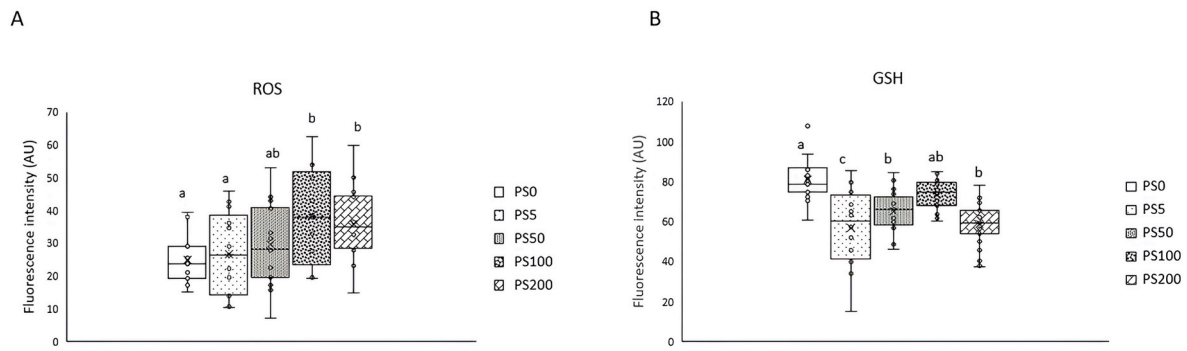 A
ROS
Fluorescence intensity (AU)
70
60
50
40
30
20
10
0
a
a
ab
b
b
PS0
PS5
PS50
PS100
PS200
B
GSH
Fluorescence intensity (AU)
120
100
80
60
40
20
0
a
c
b
ab
b
PS0
PS5
PS50
PS100
PS200